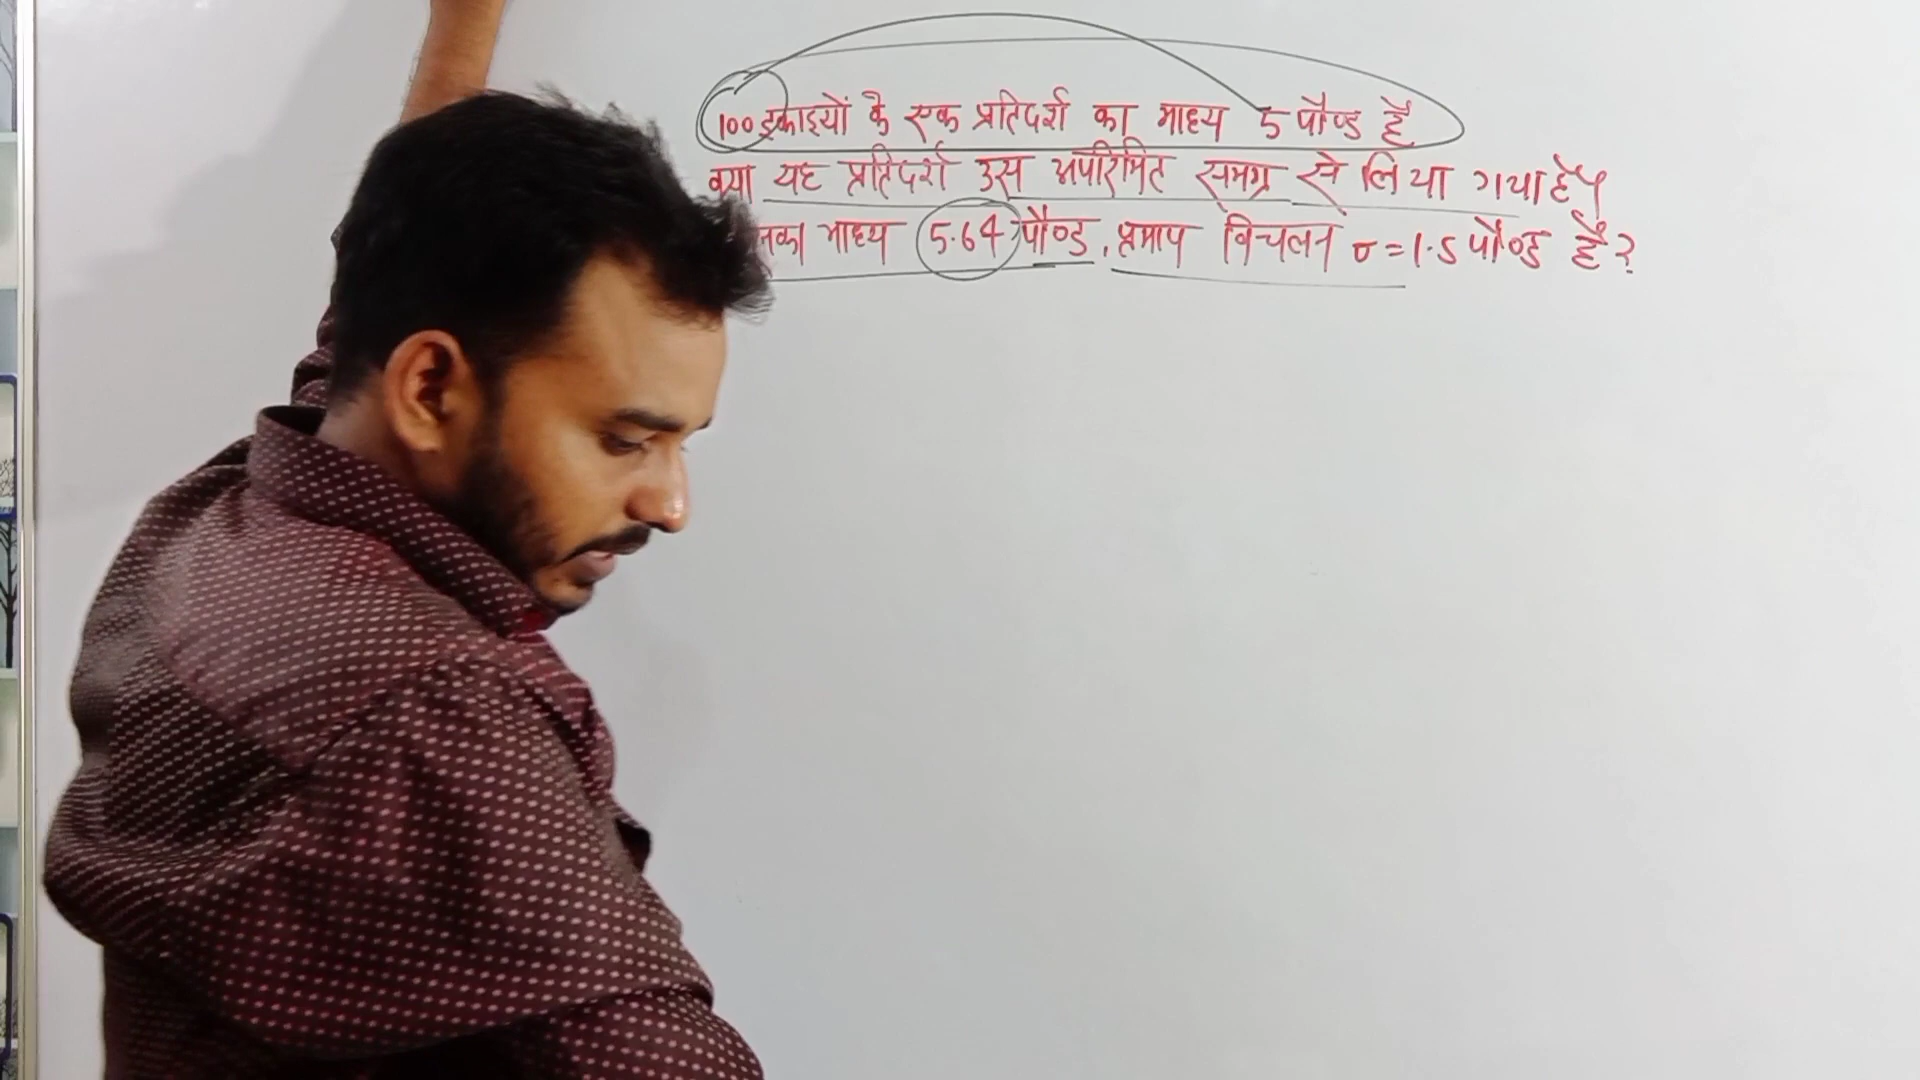 100 इकाइयों के एक प्रतिदर्श का माध्य 5 पौण्ड है
क्या यह प्रतिदर्श उस अपरिमित समग्र से लिया गया है
माध्य 5.64 पौण्ड, प्रमाप विचलन σ = 1.5 पौण्ड है ?